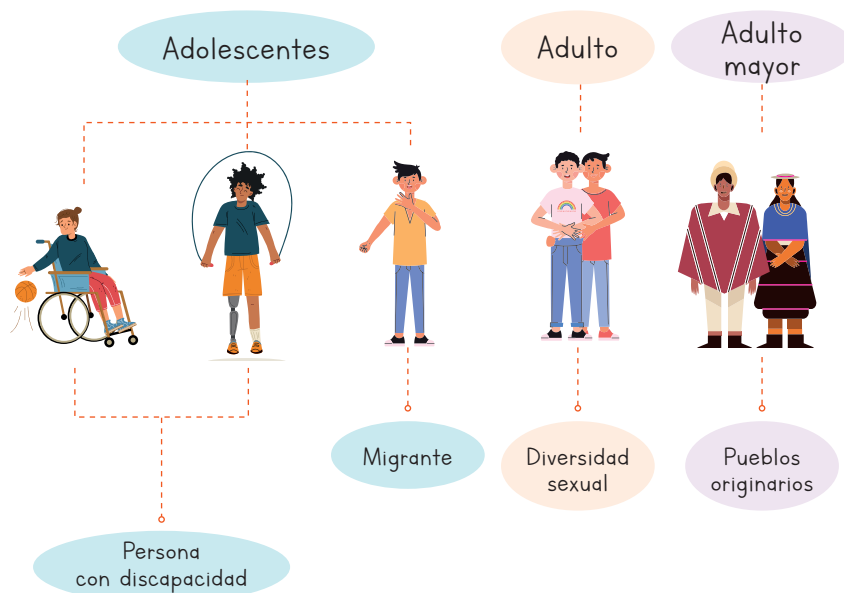 Adolescentes
Adulto
Adulto
mayor
Migrante
Diversidad
sexual
Pueblos
originarios
Persona
con discapacidad